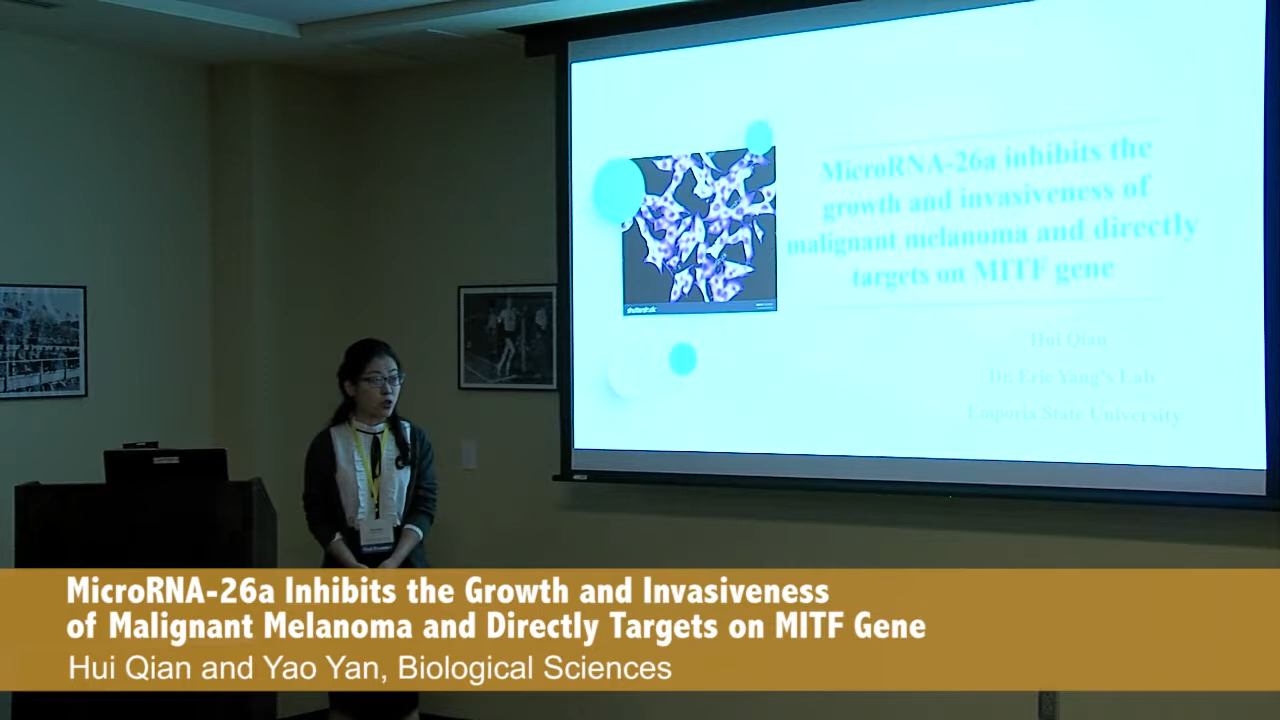 MicroRNA-26a inhibits the
growth and invasiveness of
malignant melanoma and directly
targets on MITF gene
Hui Qian
Dr. Eric Yang's Lab
Emporia State University
shutterstock
MicroRNA-26a Inhibits the Growth and Invasiveness
of Malignant Melanoma and Directly Targets on MITF Gene
Hui Qian and Yao Yan, Biological Sciences